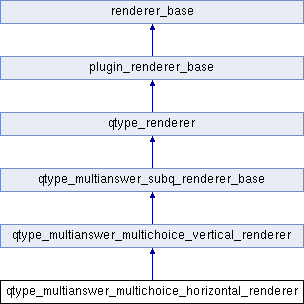 renderer_base
plugin_renderer_base
qtype_renderer
qtype_multianswer_subq_renderer_base
qtype_multianswer_multichoice_vertical_renderer
qtype_multianswer_multichoice_horizontal_renderer